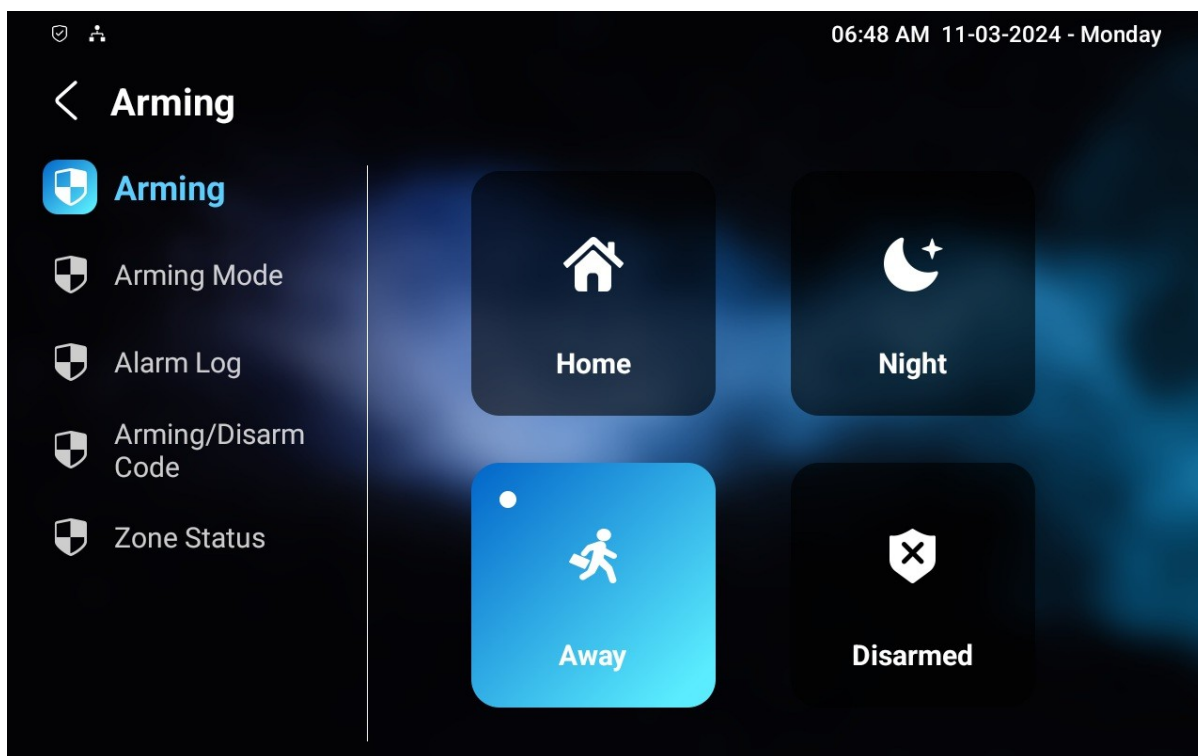 06:48 AM 11-03-2024 - Monday
Arming
Arming
Arming Mode
Alarm Log
Arming/Disarm
Code
Zone Status
Home
Night
Away
Disarmed